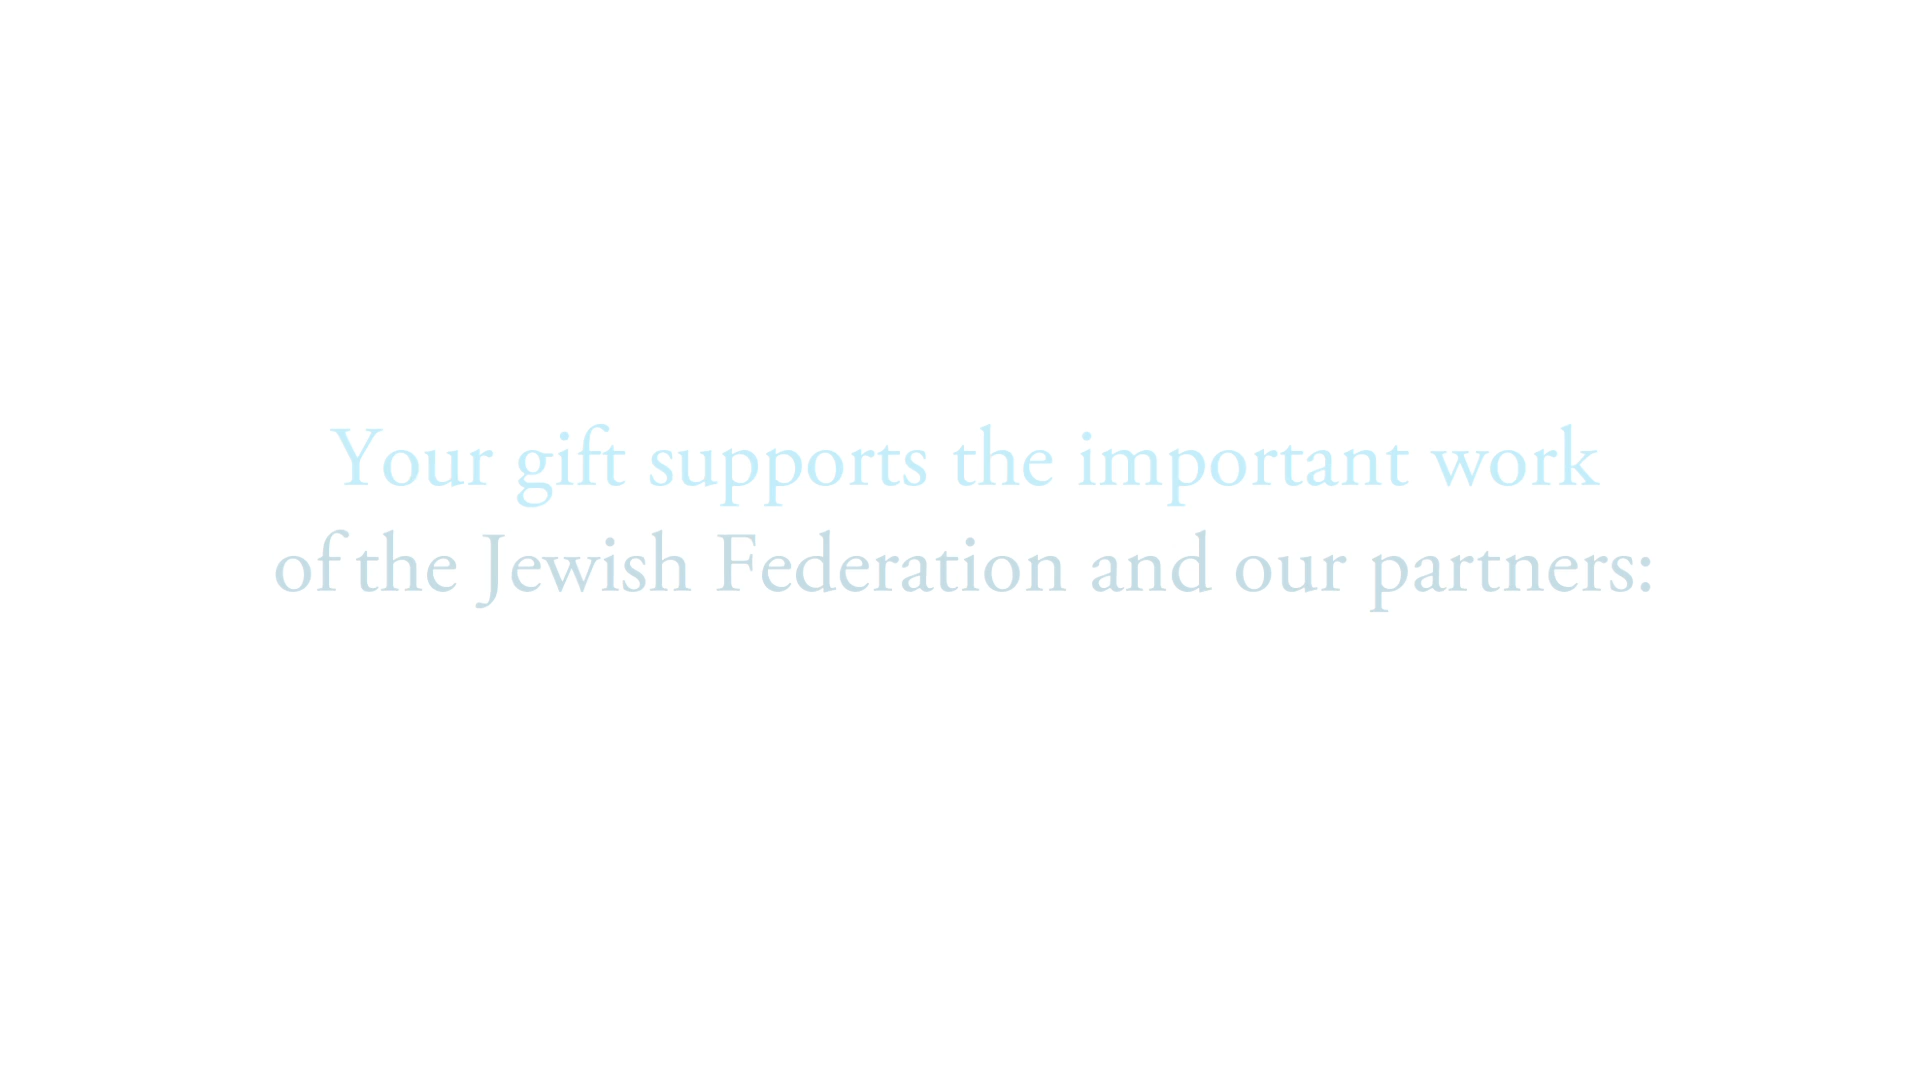 Your gift supports the important work
of the Jewish Federation and our partners: